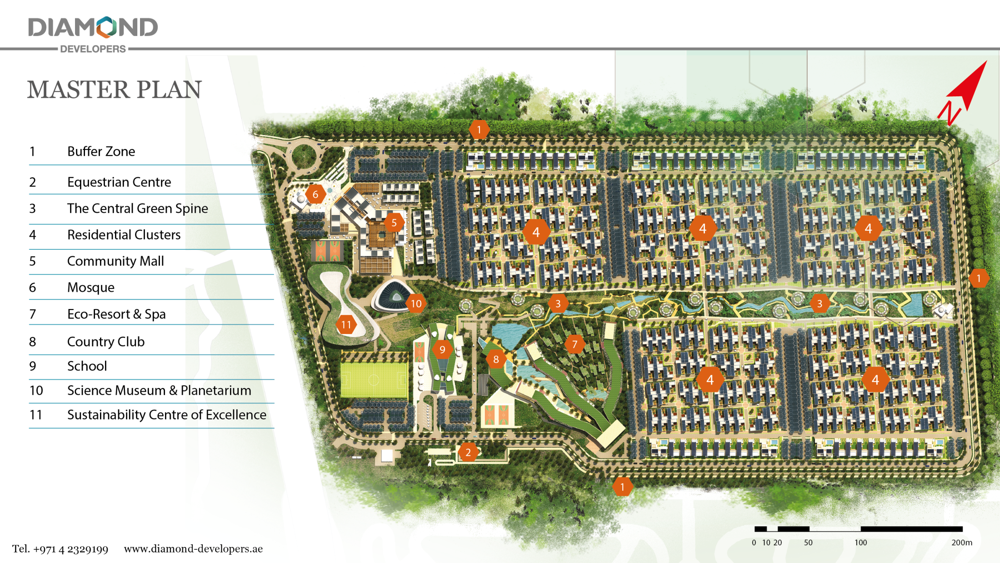 DIAMOND
DEVELOPERS
MASTER PLAN
1 Buffer Zone
2 Equestrian Centre
3 The Central Green Spine
4 Residential Clusters
5 Community Mall
6 Mosque
7 Eco-Resort & Spa
8 Country Club
9 School
10 Science Museum & Planetarium
11 Sustainability Centre of Excellence
N
1
6
5
4
4
4
1
10
3
3
11
9
8
7
4
4
2
1
0 10 20 50 100 200m
Tel. +971 4 2329199 www.diamond-developers.ae